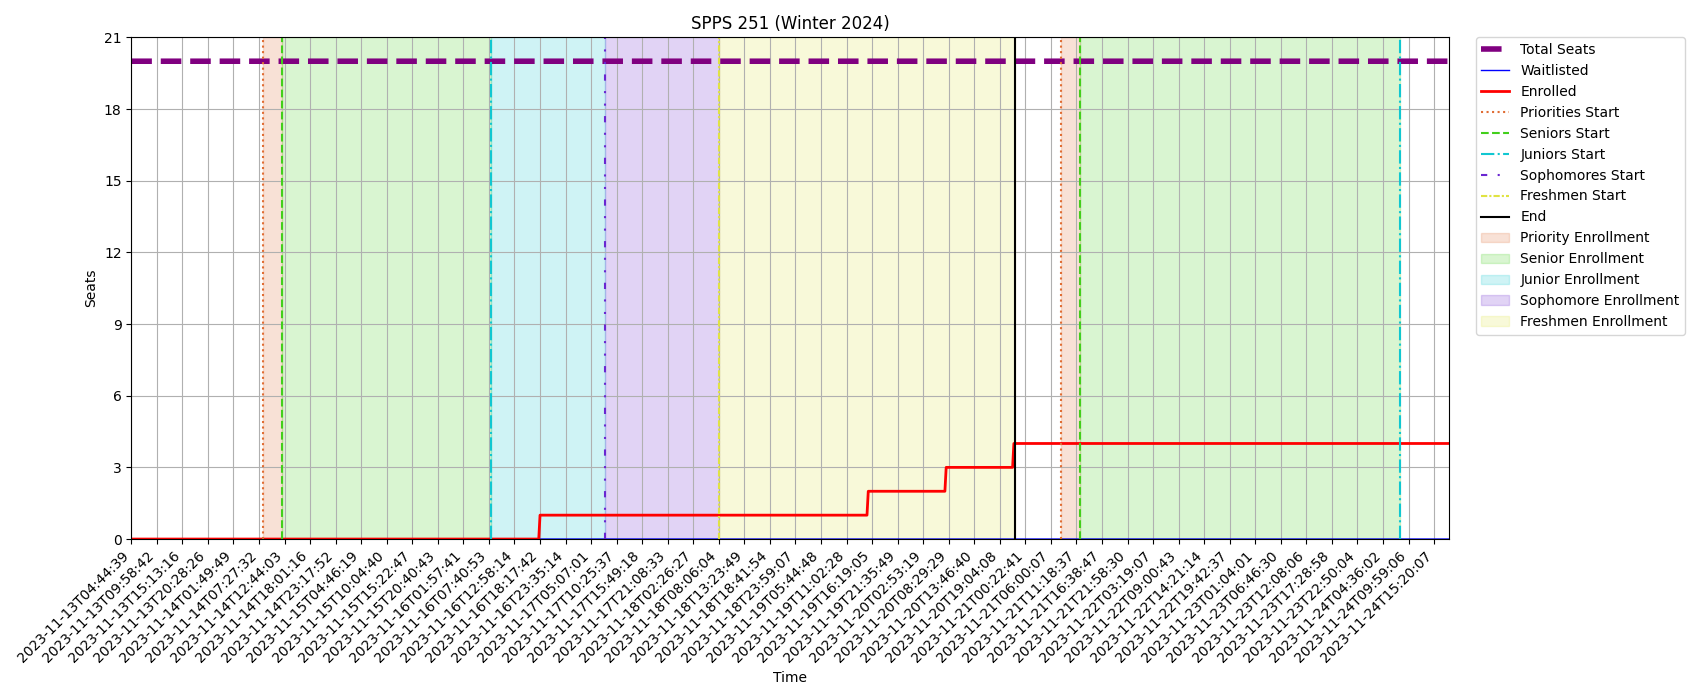 SPPS 251 (Winter 2024)
21
18
15
12
9
6
3
0
Seats
2023-11-13T04:44:39
2023-11-13T09:58:42
2023-11-13T15:13:16
2023-11-13T20:28:26
2023-11-14T01:49:49
2023-11-14T07:27:32
2023-11-14T12:44:03
2023-11-14T18:01:16
2023-11-14T23:17:52
2023-11-15T04:46:19
2023-11-15T10:04:40
2023-11-15T15:22:47
2023-11-15T20:40:43
2023-11-16T01:57:41
2023-11-16T07:40:53
2023-11-16T12:58:14
2023-11-16T18:17:42
2023-11-16T23:35:14
2023-11-17T05:07:01
2023-11-17T10:25:37
2023-11-17T15:49:18
2023-11-17T21:08:33
2023-11-18T02:26:27
2023-11-18T08:06:04
2023-11-18T13:23:49
2023-11-18T18:41:54
2023-11-18T23:59:07
2023-11-19T05:44:48
2023-11-19T11:02:28
2023-11-19T16:19:05
2023-11-19T21:35:49
2023-11-20T02:53:19
2023-11-20T08:29:29
2023-11-20T13:46:40
2023-11-20T19:04:08
2023-11-21T00:22:41
2023-11-21T06:00:07
2023-11-21T11:18:37
2023-11-21T16:38:47
2023-11-21T21:58:30
2023-11-22T03:19:07
2023-11-22T09:00:43
2023-11-22T14:21:14
2023-11-22T19:42:37
2023-11-23T01:04:01
2023-11-23T06:46:30
2023-11-23T12:08:06
2023-11-23T17:28:58
2023-11-23T22:50:04
2023-11-24T04:36:02
2023-11-24T09:59:06
2023-11-24T15:20:07
Time
Total Seats
Waitlisted
Enrolled
Priorities Start
Seniors Start
Juniors Start
Sophomores Start
Freshmen Start
End
Priority Enrollment
Senior Enrollment
Junior Enrollment
Sophomore Enrollment
Freshmen Enrollment